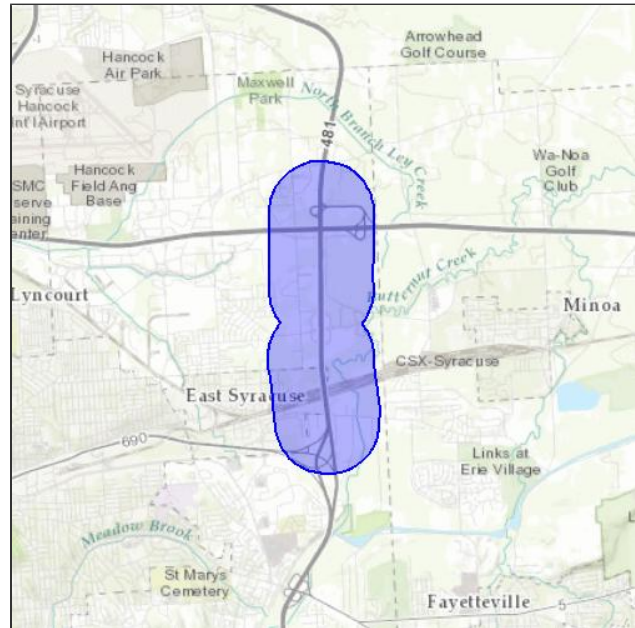 Arrowhead
Golf Course
Hancock
Air Park
Maxwell
Park
Syracuse
Hancock
Int'l Airport
North Branch Ley Creek
481
Wa-Noa
Golf
Club
Hancock
Field Ang
Base
SMC
serve
aining
enter
Butternut Creek
Lyncourt
Minoa
CSX-Syracuse
East Syracuse
690
Links at
Erie Village
Meadow Brook
St Marys
Cemetery
Fayetteville
5
L